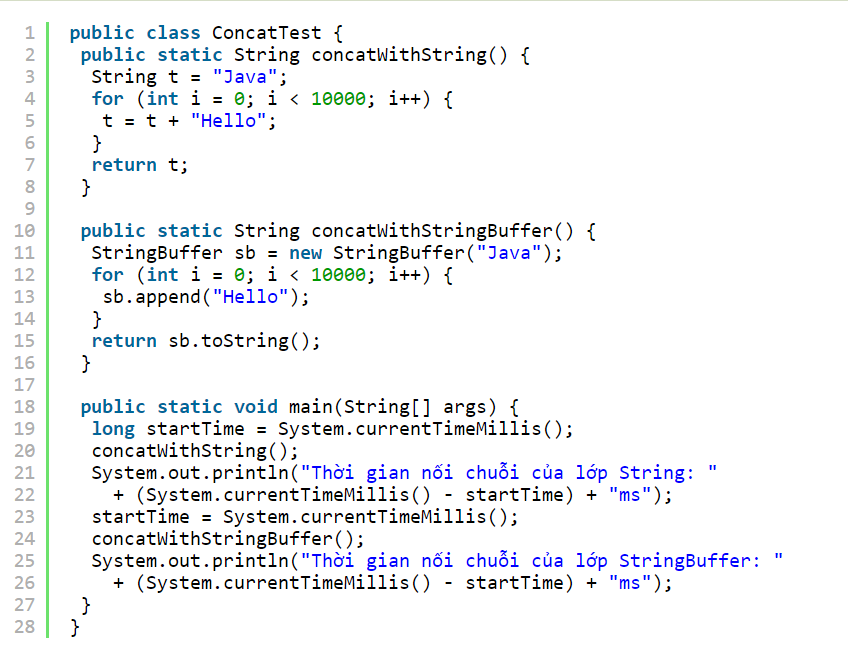 1 public class ConcatTest {
2 public static String concatWithString() {
3 String t = "Java";
4 for (int i = 0; i < 10000; i++) {
5 t = t + "Hello";
6 }
7 return t;
8 }
9
10 public static String concatWithStringBuffer() {
11 StringBuffer sb = new StringBuffer("Java");
12 for (int i = 0; i < 10000; i++) {
13 sb.append("Hello");
14 }
15 return sb.toString();
16 }
17
18 public static void main(String[] args) {
19 long startTime = System.currentTimeMillis();
20 concatWithString();
21 System.out.println("Thời gian nối chuỗi của lớp String: "
22 + (System.currentTimeMillis() - startTime) + "ms");
23 startTime = System.currentTimeMillis();
24 concatWithStringBuffer();
25 System.out.println("Thời gian nối chuỗi của lớp StringBuffer: "
26 + (System.currentTimeMillis() - startTime) + "ms");
27 }
28 }